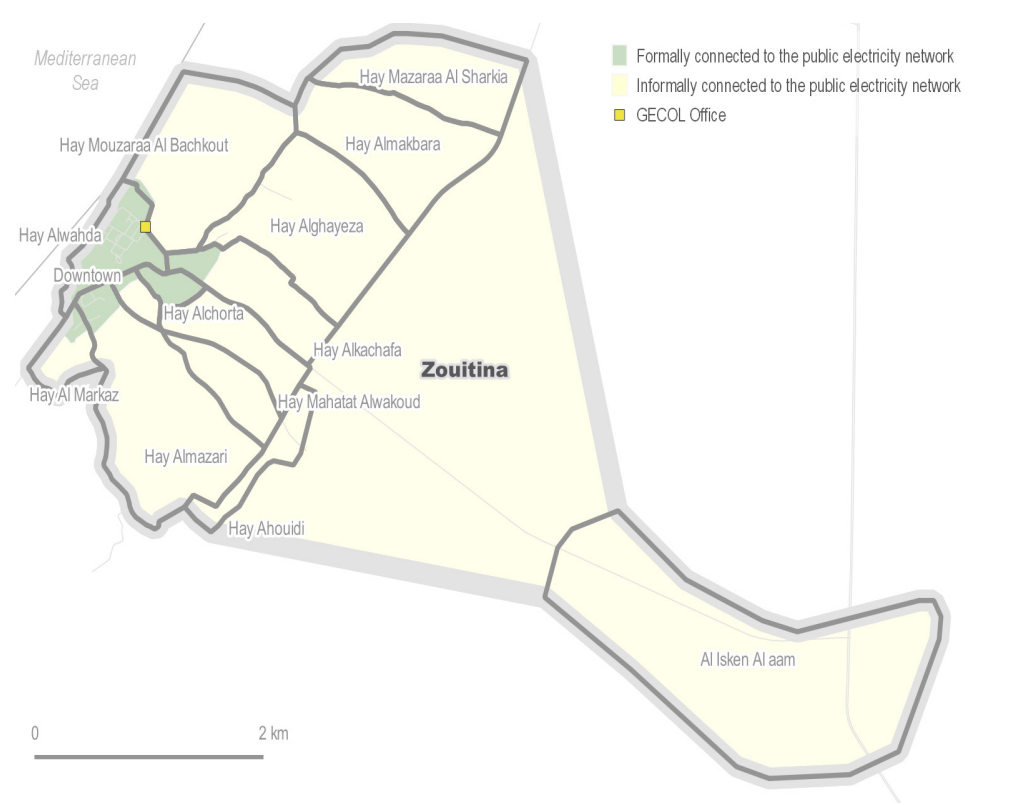 Mediterranean
Sea
Formally connected to the public electricity network
Informally connected to the public electricity network
GECOL Office
Hay Mazaraa Al Sharkia
Hay Mouzaraa Al Bachkout
Hay Almakbara
Hay Alghayeza
Hay Alwahda
Downtown
Hay Alchorta
Hay Alkachafa
Zouitina
Hay Al Markaz
Hay Mahatat Alwakoud
Hay Almazari
Hay Ahouidi
Al Isken Al aam
0 2 km